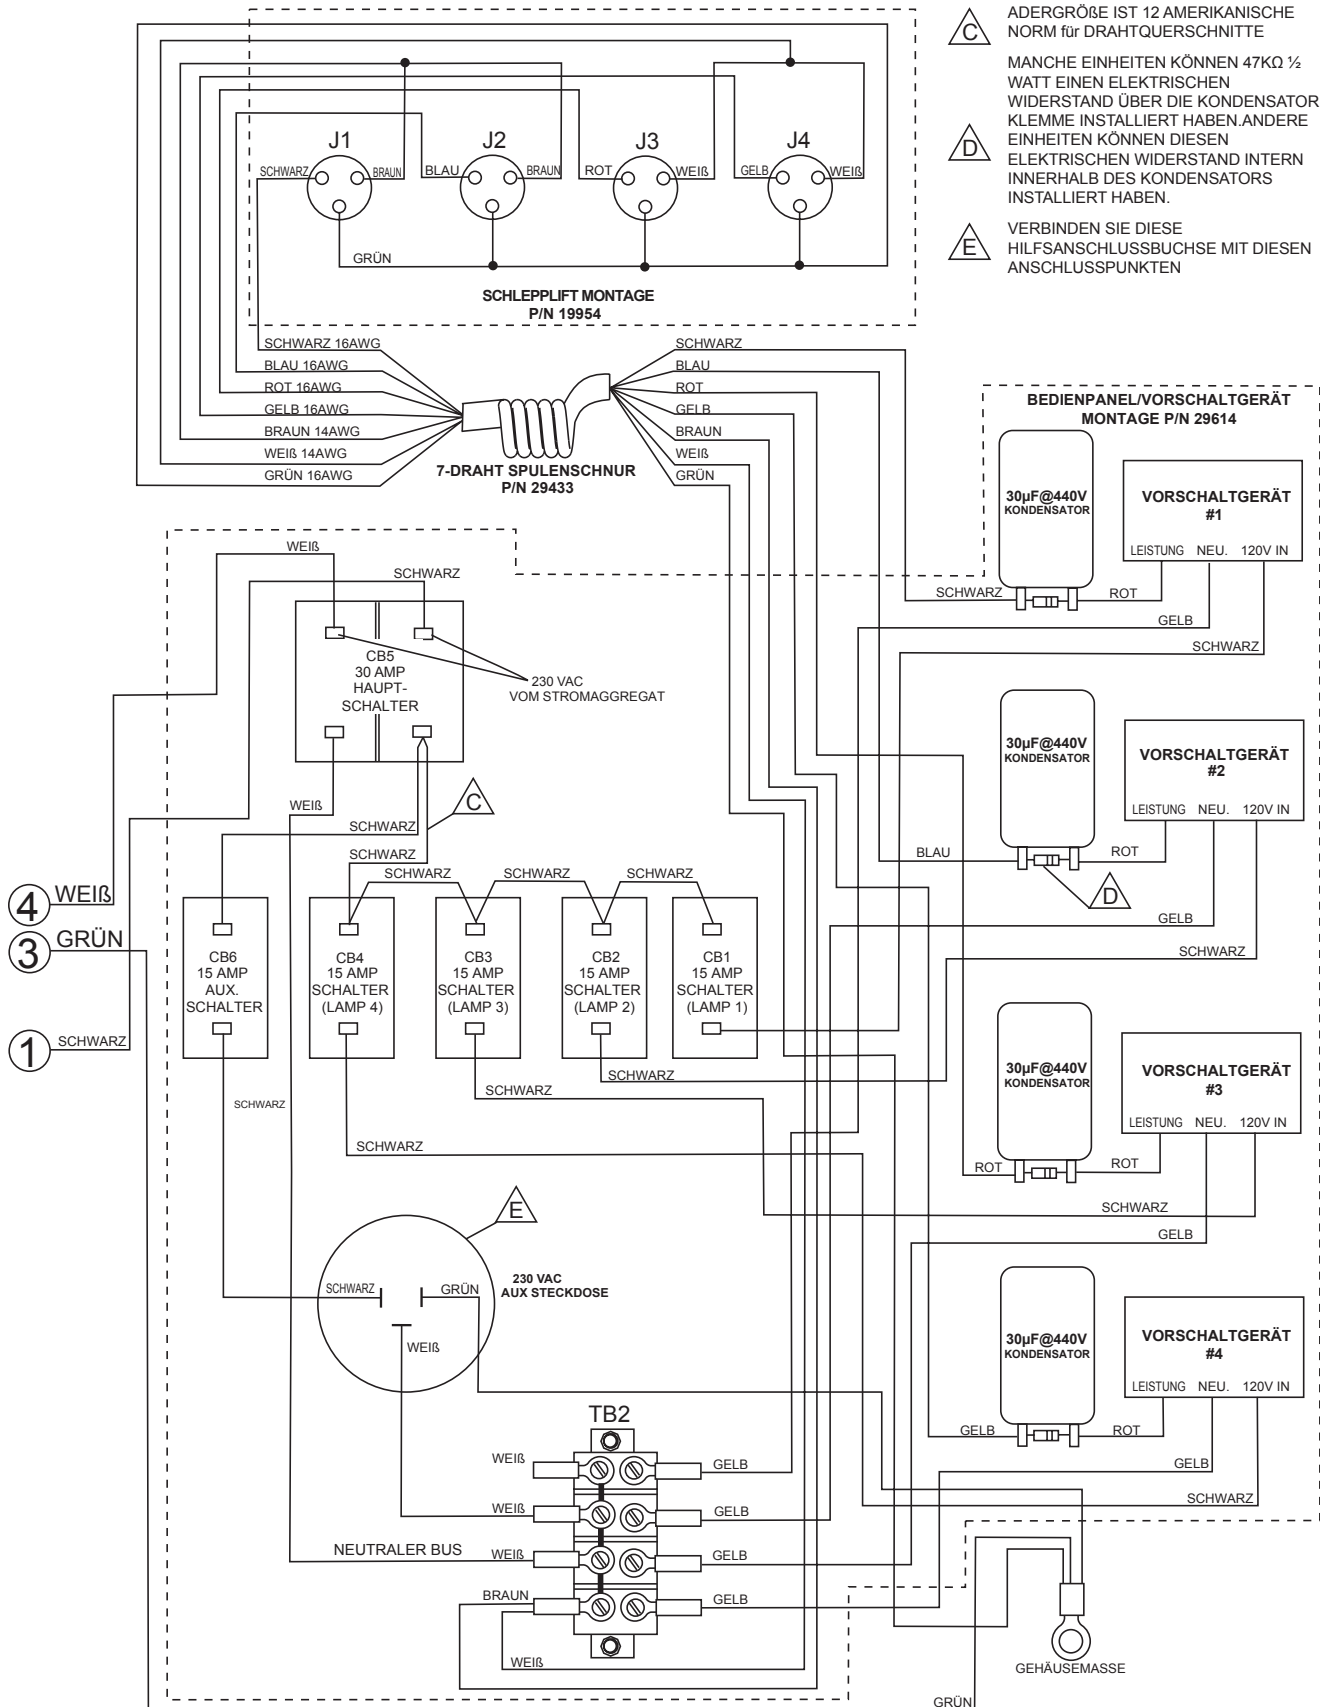 C
ADERGRÖßE IST 12 AMERIKANISCHE
NORM für DRAHTQUERSCHNITTE
D
MANCHE EINHEITEN KÖNNEN 47KΩ ½
WATT EINEN ELEKTRISCHEN
WIDERSTAND ÜBER DIE KONDENSATOR
KLEMME INSTALLIERT HABEN.ANDERE
EINHEITEN KÖNNEN DIESEN
ELEKTRISCHEN WIDERSTAND INTERN
INNERHALB DES KONDENSATORS
INSTALLIERT HABEN.
E
VERBINDEN SIE DIESE
HILFSANSCHLUSSBUCHSE MIT DIESEN
ANSCHLUSSPUNKTEN
J1
J2
J3
J4
SCHWARZ
BRAUN
BLAU
BRAUN
ROT
WEIß
GELB
WEIß
GRÜN
SCHLEPPLIFT MONTAGE
P/N 19954
SCHWARZ 16AWG
BLAU 16AWG
ROT 16AWG
GELB 16AWG
BRAUN 14AWG
WEIß 14AWG
GRÜN 16AWG
7-DRAHT SPULENSCHNUR
P/N 29433
SCHWARZ
BLAU
ROT
GELB
BRAUN
WEIß
GRÜN
BEDIENPANEL/VORSCHALTGERÄT
MONTAGE P/N 29614
30µF@440V
KONDENSATOR
VORSCHALTGERÄT
#1
LEISTUNG NEU. 120V IN
SCHWARZ
ROT
GELB
SCHWARZ
30µF@440V
KONDENSATOR
VORSCHALTGERÄT
#2
LEISTUNG NEU. 120V IN
BLAU
ROT
D
GELB
SCHWARZ
30µF@440V
KONDENSATOR
VORSCHALTGERÄT
#3
LEISTUNG NEU. 120V IN
ROT
ROT
SCHWARZ
GELB
30µF@440V
KONDENSATOR
VORSCHALTGERÄT
#4
LEISTUNG NEU. 120V IN
GELB
ROT
GELB
SCHWARZ
WEIß
SCHWARZ
CB5
30 AMP
HAUPT-
SCHALTER
230 VAC
VOM STROMAGGREGAT
WEIß
SCHWARZ
C
SCHWARZ
SCHWARZ
SCHWARZ
SCHWARZ
4 WEIß
3 GRÜN
1 SCHWARZ
CB6
15 AMP
AUX.
SCHALTER
CB4
15 AMP
SCHALTER
(LAMP 4)
CB3
15 AMP
SCHALTER
(LAMP 3)
CB2
15 AMP
SCHALTER
(LAMP 2)
CB1
15 AMP
SCHALTER
(LAMP 1)
SCHWARZ
SCHWARZ
SCHWARZ
SCHWARZ
E
SCHWARZ
GRÜN
WEIß
230 VAC
AUX STECKDOSE
TB2
WEIß
GELB
WEIß
GELB
NEUTRALER BUS
WEIß
GELB
BRAUN
GELB
WEIß
GEHÄUSEMASSE
GRÜN